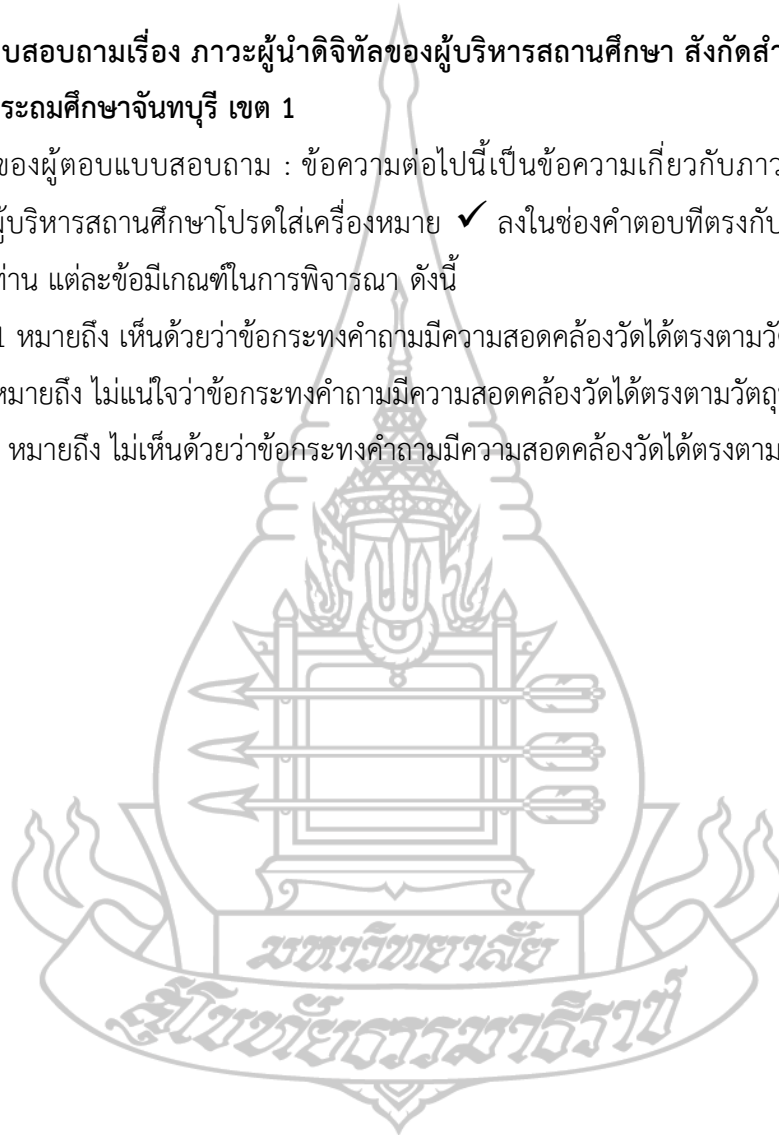 บสอบถามเรื่อง ภาวะผู้นำดิจิทัลของผู้บริหารสถานศึกษา สังกัดสำ
ระถมศึกษาจันทบุรี เขต 1
ของผู้ตอบแบบสอบถาม : ข้อความต่อไปนี้เป็นข้อความเกี่ยวกับภาว
ผู้บริหารสถานศึกษาโปรดใส่เครื่องหมาย ✓ ลงในช่องคำตอบทีตรงกับ
ท่าน แต่ละข้อมีเกณฑ์ในการพิจารณา ดังนี้
1 หมายถึง เห็นด้วยว่าข้อกระทงคำถามมีความสอดคล้องวัดได้ตรงตามวัต
หมายถึง ไม่แน่ใจว่าข้อกระทงคำถามมีความสอดคล้องวัดได้ตรงตามวัตถุ
หมายถึง ไม่เห็นด้วยว่าข้อกระทงคำถามมีความสอดคล้องวัดได้ตรงตาม
มหาวิทยาลัย
สุโขทัยธรรมาธิราช